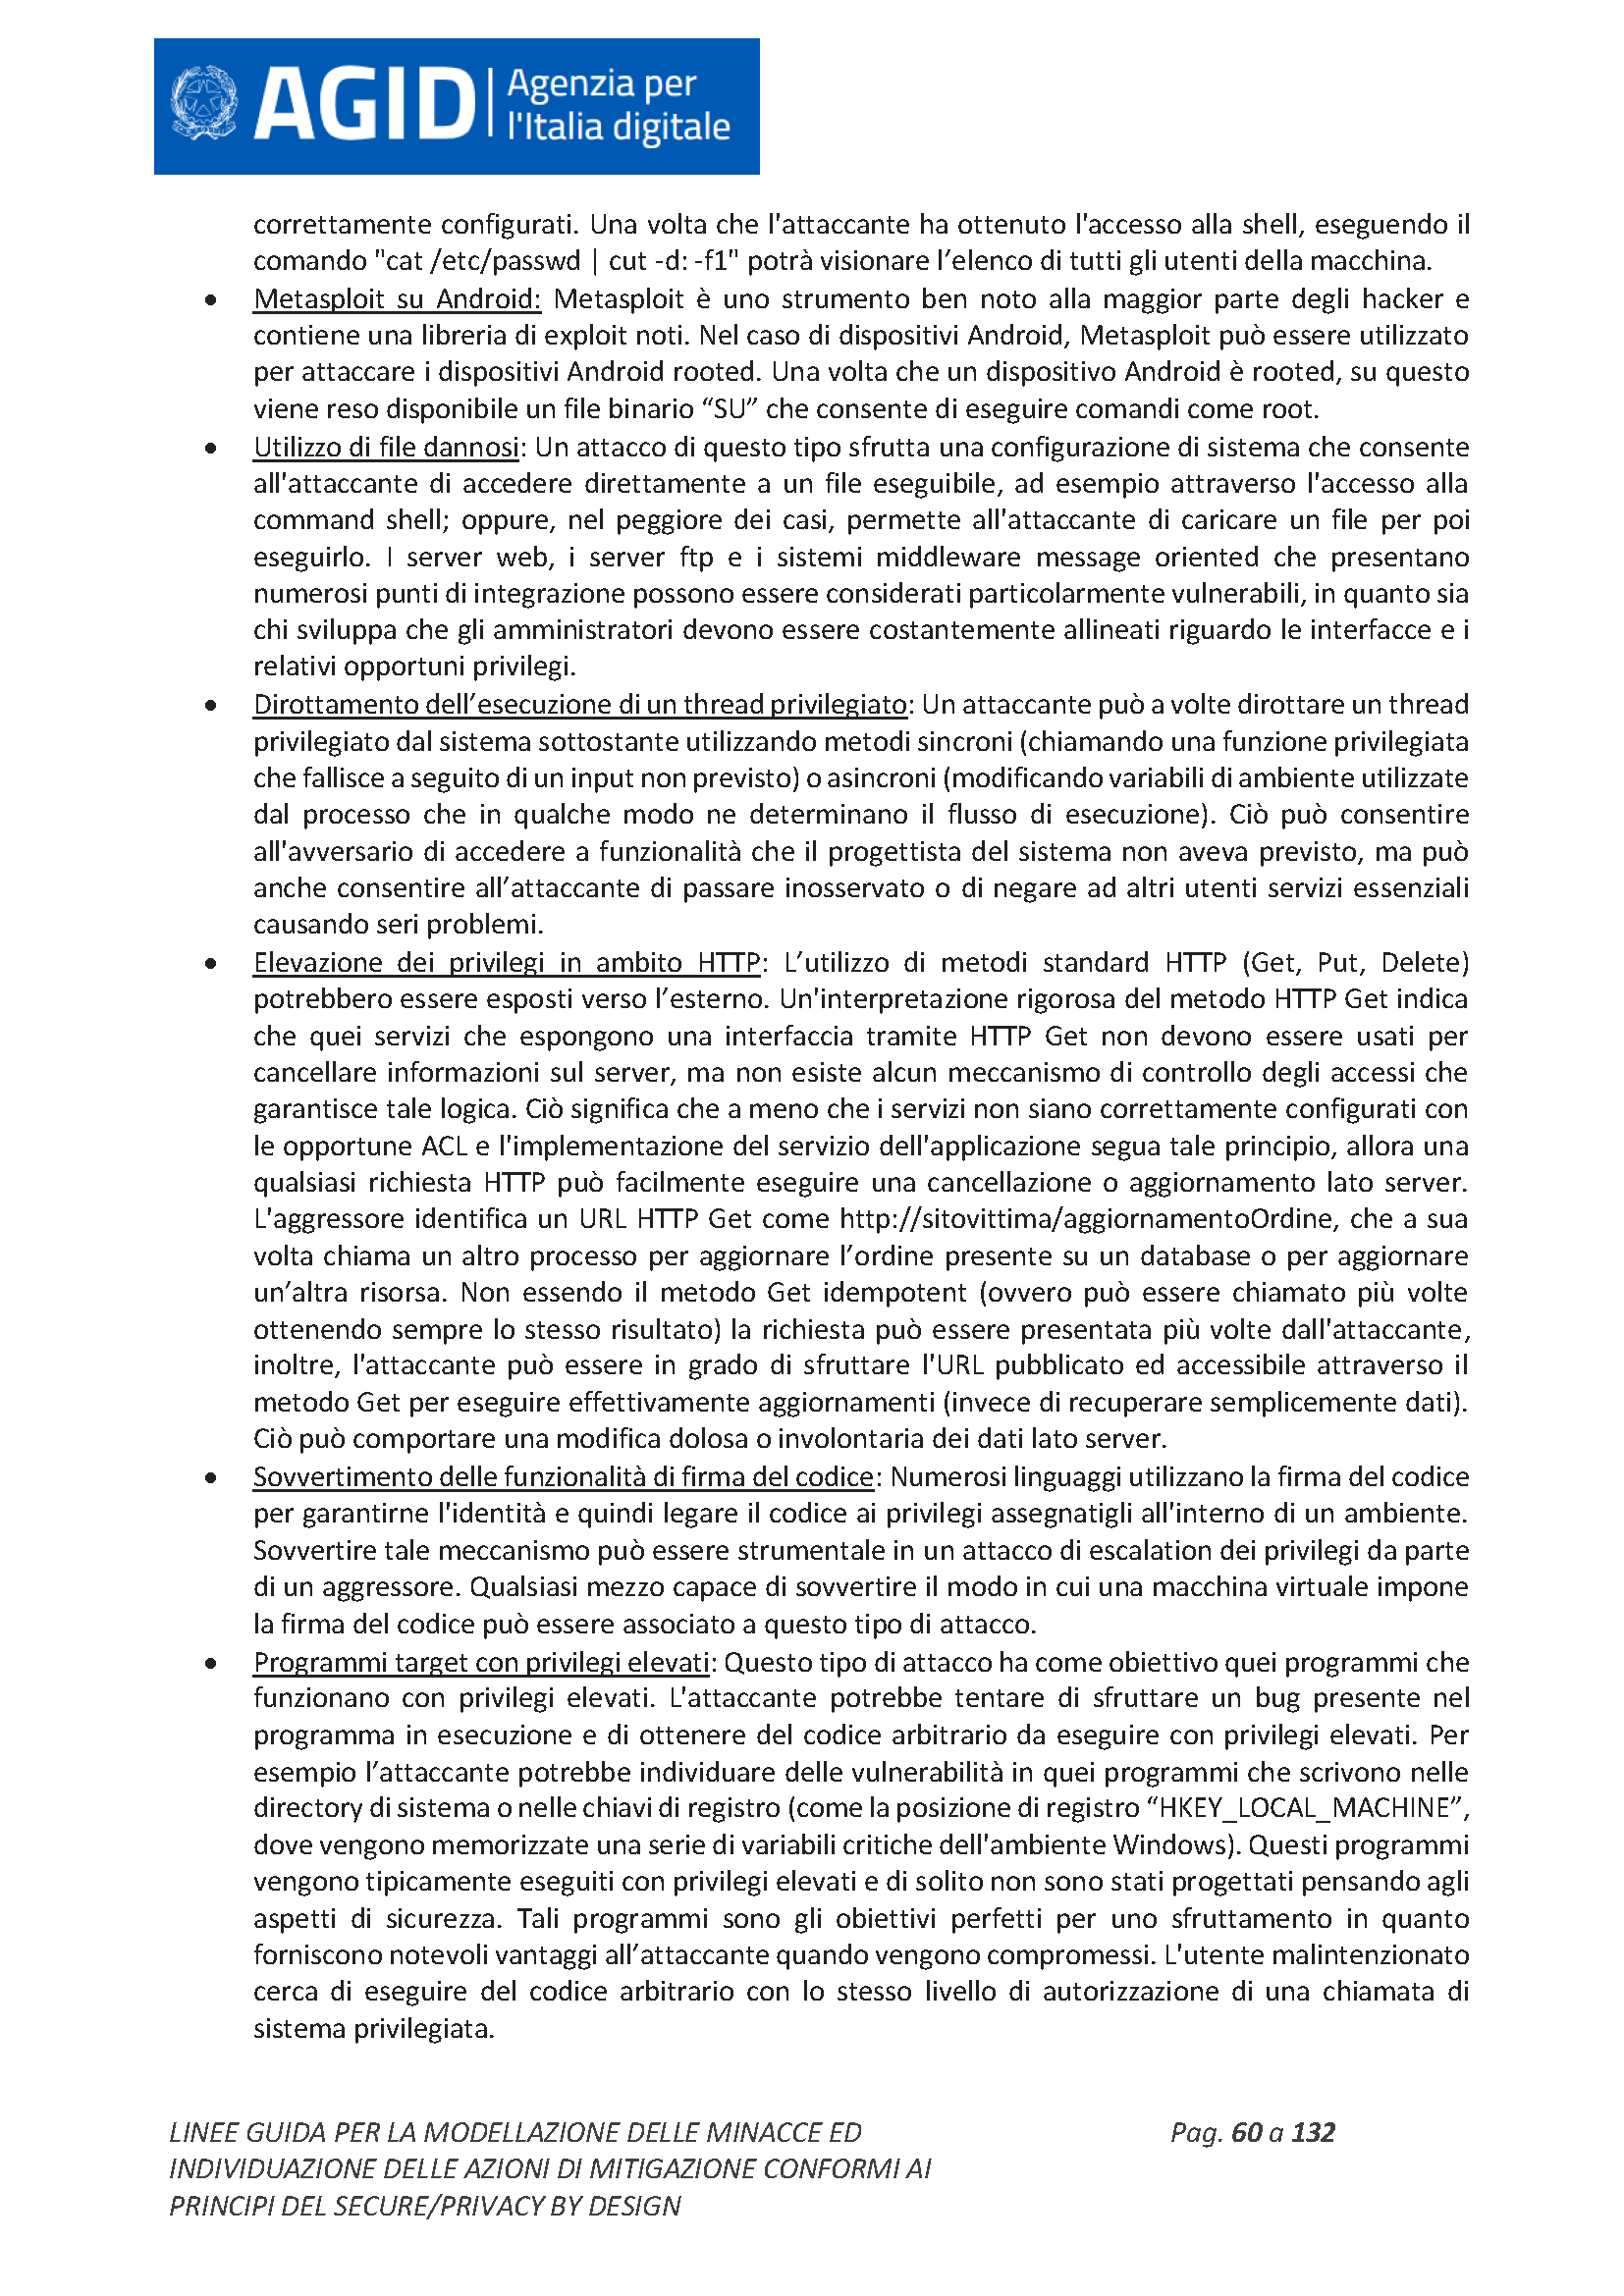 AGID
Agenzia per
l'Italia digitale
correttamente configurati. Una volta che l'attaccante ha ottenuto l'accesso alla shell, eseguendo il
comando "cat /etc/passwd | cut -d: -f1" potrà visionare l’elenco di tutti gli utenti della macchina.
• Metasploit su Android: Metasploit è uno strumento ben noto alla maggior parte degli hacker e
contiene una libreria di exploit noti. Nel caso di dispositivi Android, Metasploit può essere utilizzato
per attaccare i dispositivi Android rooted. Una volta che un dispositivo Android è rooted, su questo
viene reso disponibile un file binario “SU” che consente di eseguire comandi come root.
• Utilizzo di file dannosi: Un attacco di questo tipo sfrutta una configurazione di sistema che consente
all'attaccante di accedere direttamente a un file eseguibile, ad esempio attraverso l'accesso alla
command shell; oppure, nel peggiore dei casi, permette all'attaccante di caricare un file per poi
eseguirlo. I server web, i server ftp e i sistemi middleware message oriented che presentano
numerosi punti di integrazione possono essere considerati particolarmente vulnerabili, in quanto sia
chi sviluppa che gli amministratori devono essere costantemente allineati riguardo le interfacce e i
relativi opportuni privilegi.
• Dirottamento dell’esecuzione di un thread privilegiato: Un attaccante può a volte dirottare un thread
privilegiato dal sistema sottostante utilizzando metodi sincroni (chiamando una funzione privilegiata
che fallisce a seguito di un input non previsto) o asincroni (modificando variabili di ambiente utilizzate
dal processo che in qualche modo ne determinano il flusso di esecuzione). Ciò può consentire
all'avversario di accedere a funzionalità che il progettista del sistema non aveva previsto, ma può
anche consentire all’attaccante di passare inosservato o di negare ad altri utenti servizi essenziali
causando seri problemi.
• Elevazione dei privilegi in ambito HTTP: L’utilizzo di metodi standard HTTP (Get, Put, Delete)
potrebbero essere esposti verso l’esterno. Un'interpretazione rigorosa del metodo HTTP Get indica
che quei servizi che espongono una interfaccia tramite HTTP Get non devono essere usati per
cancellare informazioni sul server, ma non esiste alcun meccanismo di controllo degli accessi che
garantisce tale logica. Ciò significa che a meno che i servizi non siano correttamente configurati con
le opportune ACL e l'implementazione del servizio dell'applicazione segua tale principio, allora una
qualsiasi richiesta HTTP può facilmente eseguire una cancellazione o aggiornamento lato server.
L'aggressore identifica un URL HTTP Get come http://sitovittima/aggiornamentoOrdine, che a sua
volta chiama un altro processo per aggiornare l’ordine presente su un database o per aggiornare
un’altra risorsa. Non essendo il metodo Get idempotent (ovvero può essere chiamato più volte
ottenendo sempre lo stesso risultato) la richiesta può essere presentata più volte dall'attaccante,
inoltre, l'attaccante può essere in grado di sfruttare l'URL pubblicato ed accessibile attraverso il
metodo Get per eseguire effettivamente aggiornamenti (invece di recuperare semplicemente dati).
Ciò può comportare una modifica dolosa o involontaria dei dati lato server.
• Sovvertimento delle funzionalità di firma del codice: Numerosi linguaggi utilizzano la firma del codice
per garantirne l'identità e quindi legare il codice ai privilegi assegnatigli all'interno di un ambiente.
Sovvertire tale meccanismo può essere strumentale in un attacco di escalation dei privilegi da parte
di un aggressore. Qualsiasi mezzo capace di sovvertire il modo in cui una macchina virtuale impone
la firma del codice può essere associato a questo tipo di attacco.
• Programmi target con privilegi elevati: Questo tipo di attacco ha come obiettivo quei programmi che
funzionano con privilegi elevati. L'attaccante potrebbe tentare di sfruttare un bug presente nel
programma in esecuzione e di ottenere del codice arbitrario da eseguire con privilegi elevati. Per
esempio l’attaccante potrebbe individuare delle vulnerabilità in quei programmi che scrivono nelle
directory di sistema o nelle chiavi di registro (come la posizione di registro “HKEY_LOCAL_MACHINE”,
dove vengono memorizzate una serie di variabili critiche dell'ambiente Windows). Questi programmi
vengono tipicamente eseguiti con privilegi elevati e di solito non sono stati progettati pensando agli
aspetti di sicurezza. Tali programmi sono gli obiettivi perfetti per uno sfruttamento in quanto
forniscono notevoli vantaggi all’attaccante quando vengono compromessi. L'utente malintenzionato
cerca di eseguire del codice arbitrario con lo stesso livello di autorizzazione di una chiamata di
sistema privilegiata.
LINEE GUIDA PER LA MODELLAZIONE DELLE MINACCE ED
INDIVIDUAZIONE DELLE AZIONI DI MITIGAZIONE CONFORMI AI
PRINCIPI DEL SECURE/PRIVACY BY DESIGN
Pag. 60 a 132